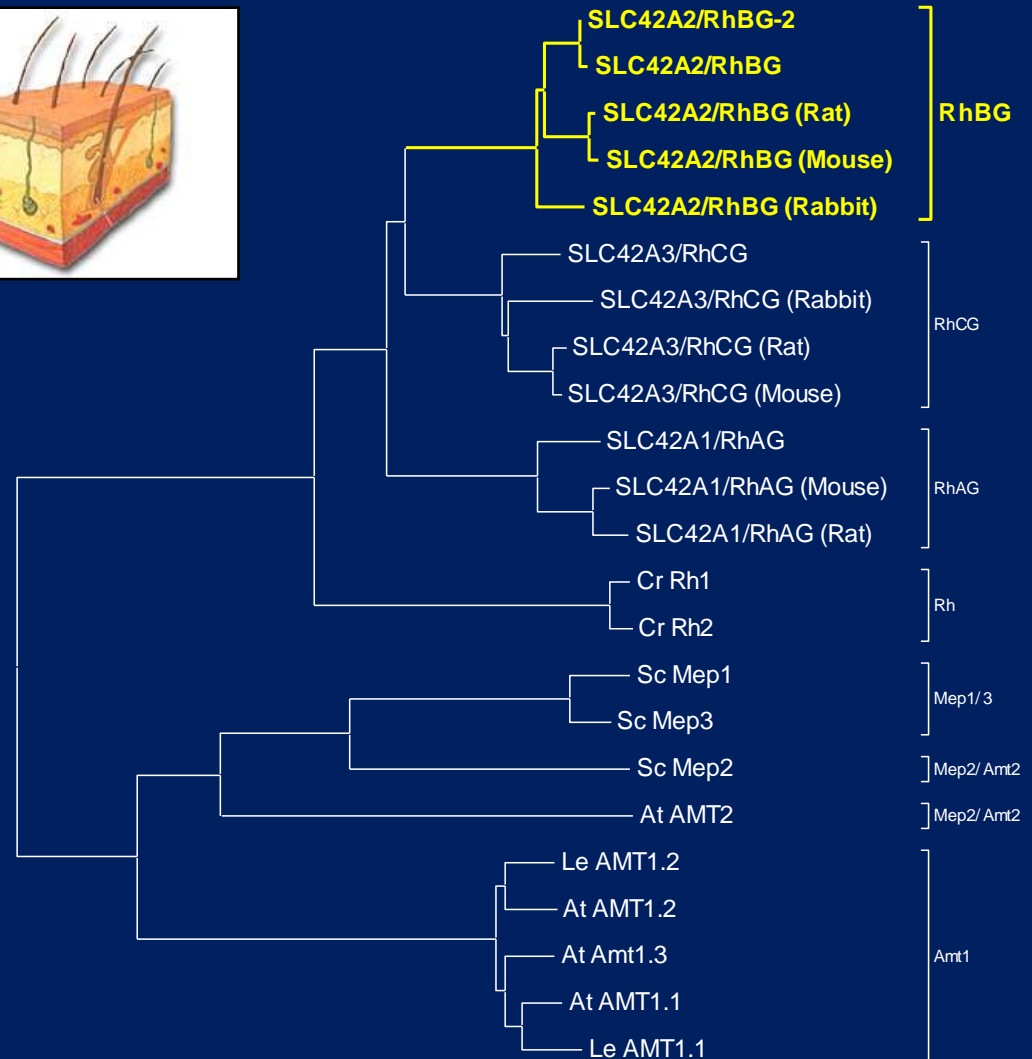 SLC42A2/RhBG-2
SLC42A2/RhBG
SLC42A2/RhBG (Rat)
RhBG
SLC42A2/RhBG (Mouse)
SLC42A2/RhBG (Rabbit)
SLC42A3/RhCG
SLC42A3/RhCG (Rabbit)
RhCG
SLC42A3/RhCG (Rat)
SLC42A3/RhCG (Mouse)
SLC42A1/RhAG
SLC42A1/RhAG (Mouse)
RhAG
SLC42A1/RhAG (Rat)
Cr Rh1
Rh
Cr Rh2
Sc Mep1
Mep1/3
Sc Mep3
Sc Mep2
Mep2/Amt2
At AMT2
Mep2/Amt2
Le AMT1.2
At AMT1.2
At Amt1.3
Amt1
At AMT1.1
Le AMT1.1